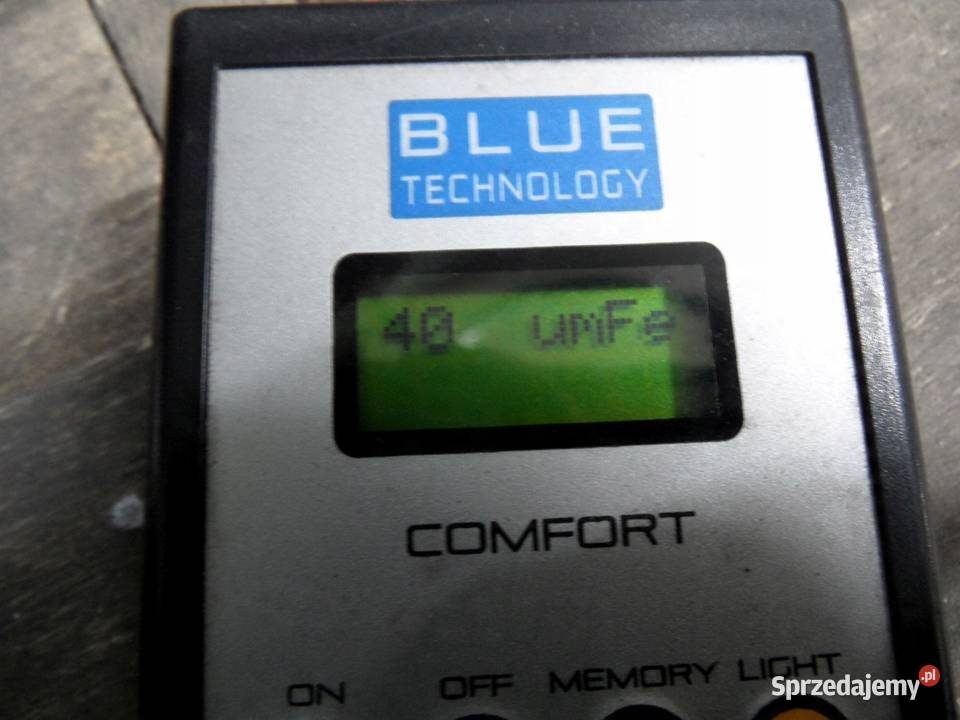 BLUE
TECHNOLOGY
40 umFe
COMFORT
ON OFF MEMORY LIGHT
Sprzedajemy.pl